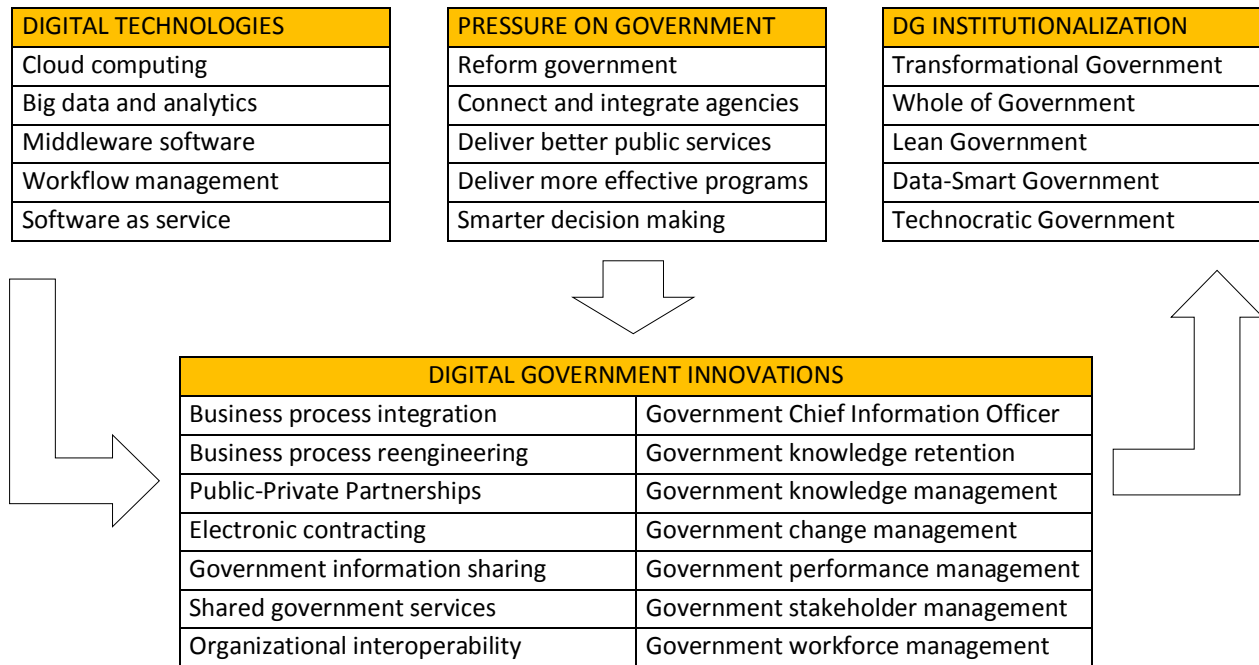 DIGITAL TECHNOLOGIES
Cloud computing
Big data and analytics
Middleware software
Workflow management
Software as service
PRESSURE ON GOVERNMENT
Reform government
Connect and integrate agencies
Deliver better public services
Deliver more effective programs
Smarter decision making
DG INSTITUTIONALIZATION
Transformational Government
Whole of Government
Lean Government
Data-Smart Government
Technocratic Government
DIGITAL GOVERNMENT INNOVATIONS
Business process integration
Business process reengineering
Public-Private Partnerships
Electronic contracting
Government information sharing
Shared government services
Organizational interoperability
Government Chief Information Officer
Government knowledge retention
Government knowledge management
Government change management
Government performance management
Government stakeholder management
Government workforce management